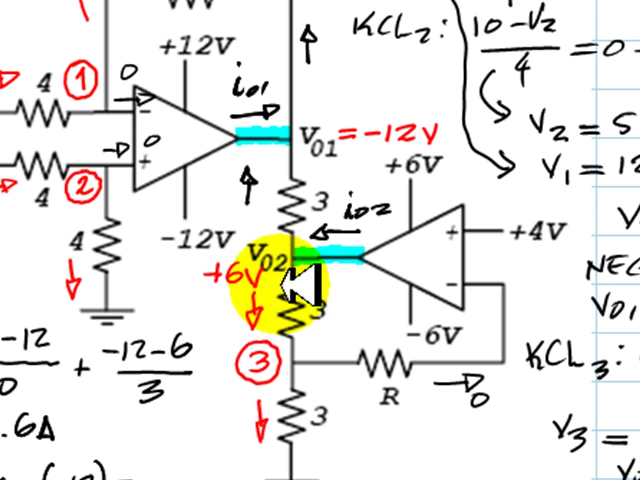 KCL₂: 10-V₂ / 4 = 0
+12V
4
1
0
i01
-
0
V01 = -12V
V₂ = 5
+
+6V
V₁ = 12
2
4
3
i02
-12V
4
+
+4V
V02
+6V
-
NEG
3
-6V
V01
-12 / 0 + -12-6 / 3
3
KCL₃:
R
0
.6A
3
V₃ =